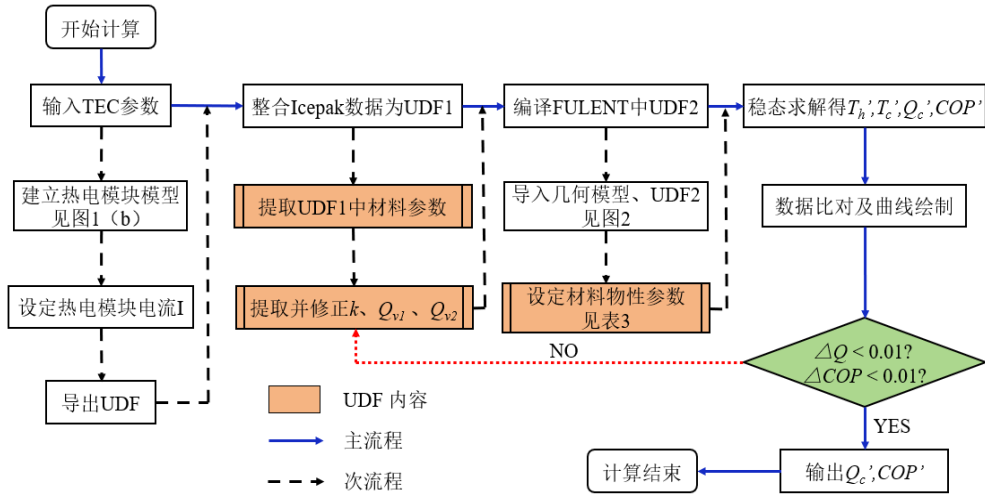 开始计算
输入TEC参数
整合Icepak数据为UDF1
编译FULENT中UDF2
稳态求解得Th’,Tc’,Qc’,COP’
建立热电模块模型
见图1（b）
提取UDF1中材料参数
导入几何模型、UDF2
见图2
数据比对及曲线绘制
设定热电模块电流I
提取并修正k、Qv1、Qv2
设定材料物性参数
见表3
NO
△Q < 0.01?
△COP < 0.01?
导出UDF
UDF 内容
YES
主流程
次流程
计算结束
输出Qc’,COP’